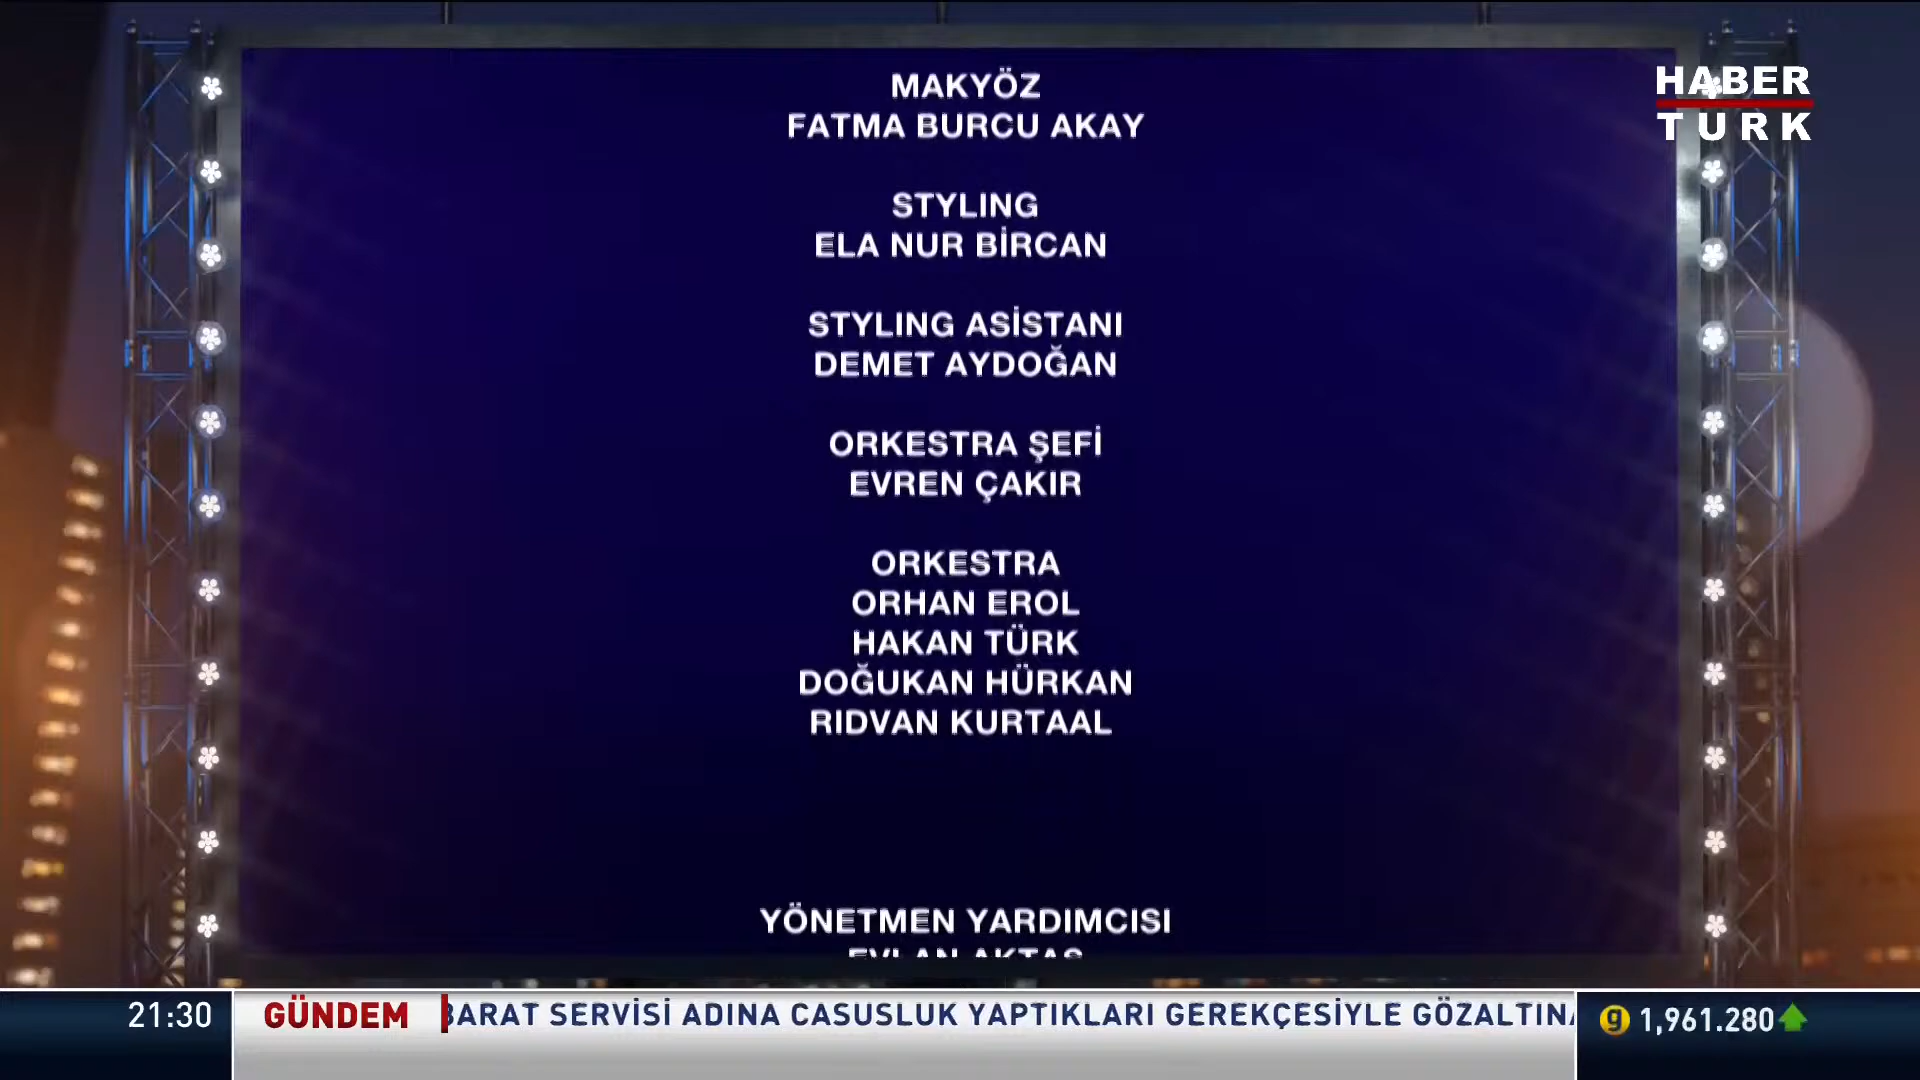 HABER
TURK
MAKYÖZ
FATMA BURCU AKAY
STYLING
ELA NUR BİRCAN
STYLING ASİSTANI
DEMET AYDOĞAN
ORKESTRA ŞEFİ
EVREN ÇAKIR
ORKESTRA
ORHAN EROL
HAKAN TÜRK
DOĞUKAN HÜRKAN
RIDVAN KURTAAL
YÖNETMEN YARDIMCISI
21:30
GÜNDEM
BARAT SERVİSİ ADINA CASUSLUK YAPTIKLARI GEREKÇESİYLE GÖZALTINA
g 1,961.280